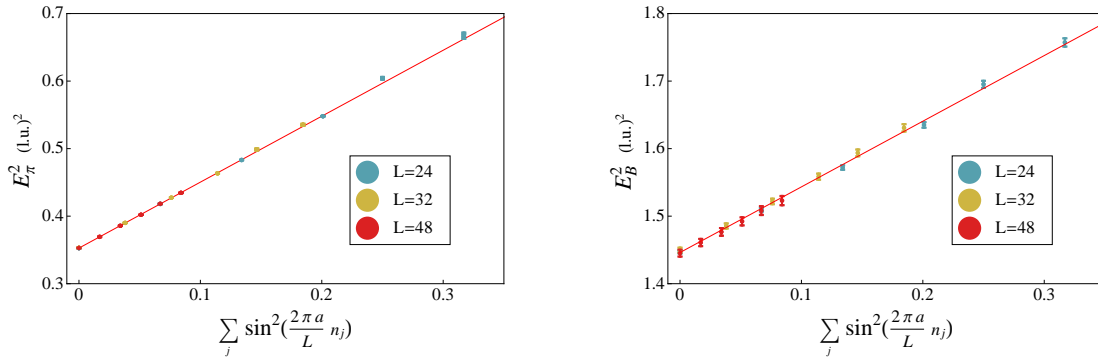 0.7
0.6
0.5
0.4
0.3
E_π^2 (l.u.)^2
L=24
L=32
L=48
0 0.1 0.2 0.3
∑_j sin^2(2 π a / L n_j)
1.8
1.7
1.6
1.5
1.4
E_B^2 (l.u.)^2
L=24
L=32
L=48
0 0.1 0.2 0.3
∑_j sin^2(2 π a / L n_j)